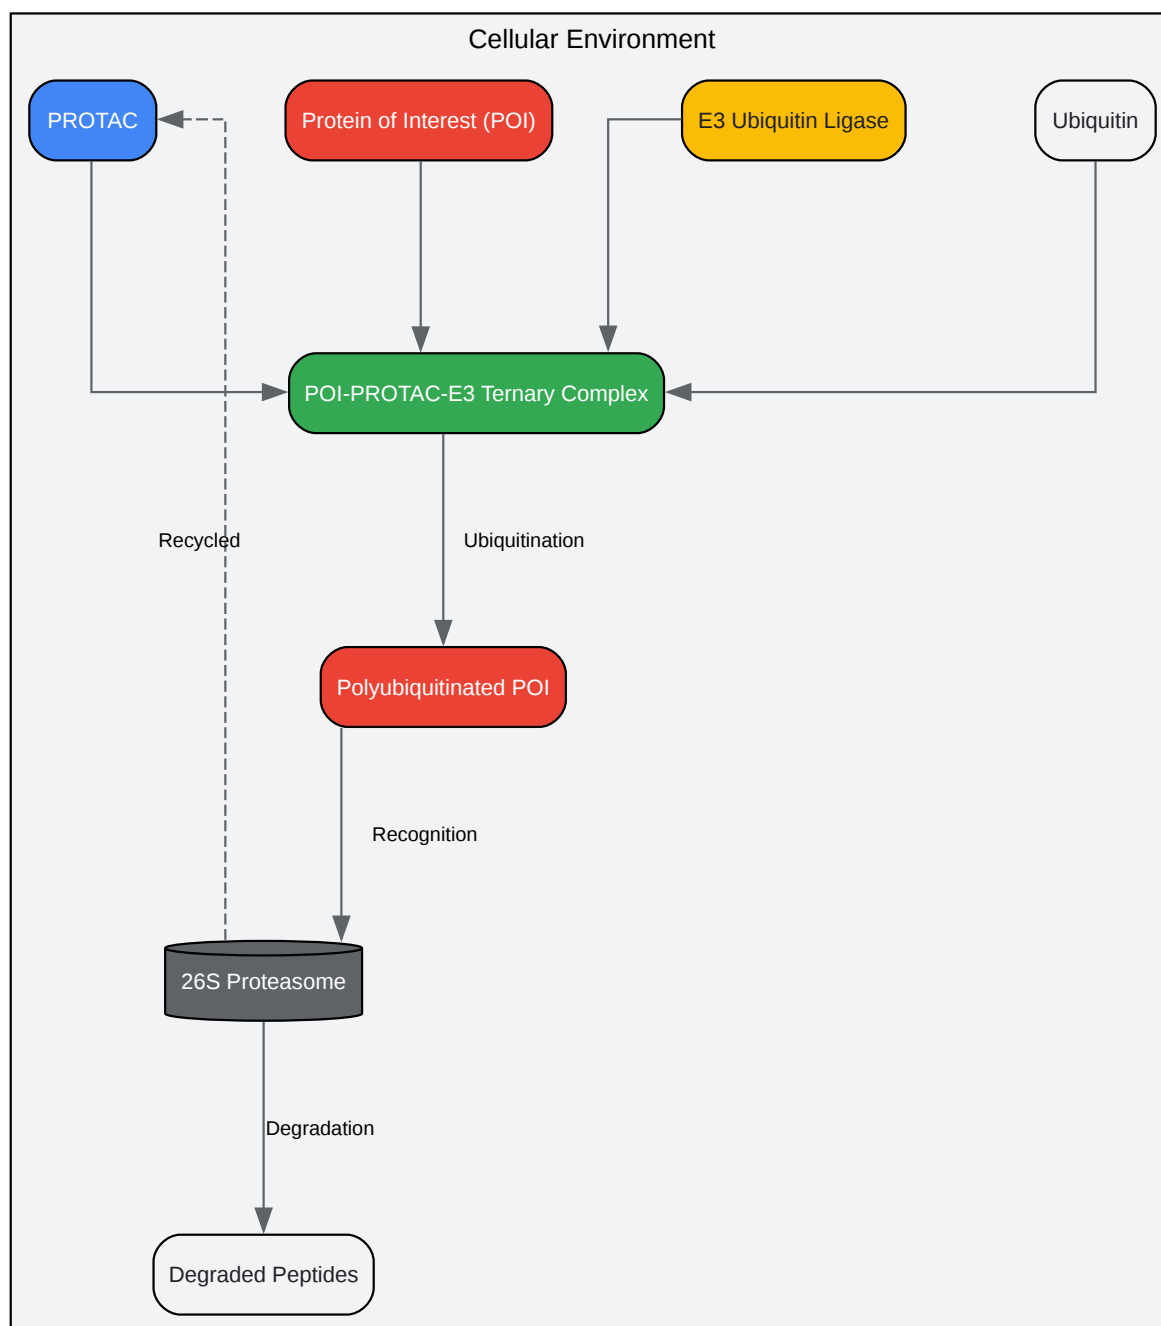 Cellular Environment
PROTAC
Protein of Interest (POI)
E3 Ubiquitin Ligase
Ubiquitin
POI-PROTAC-E3 Ternary Complex
Recycled
Ubiquitination
Polyubiquitinated POI
Recognition
26S Proteasome
Degradation
Degraded Peptides